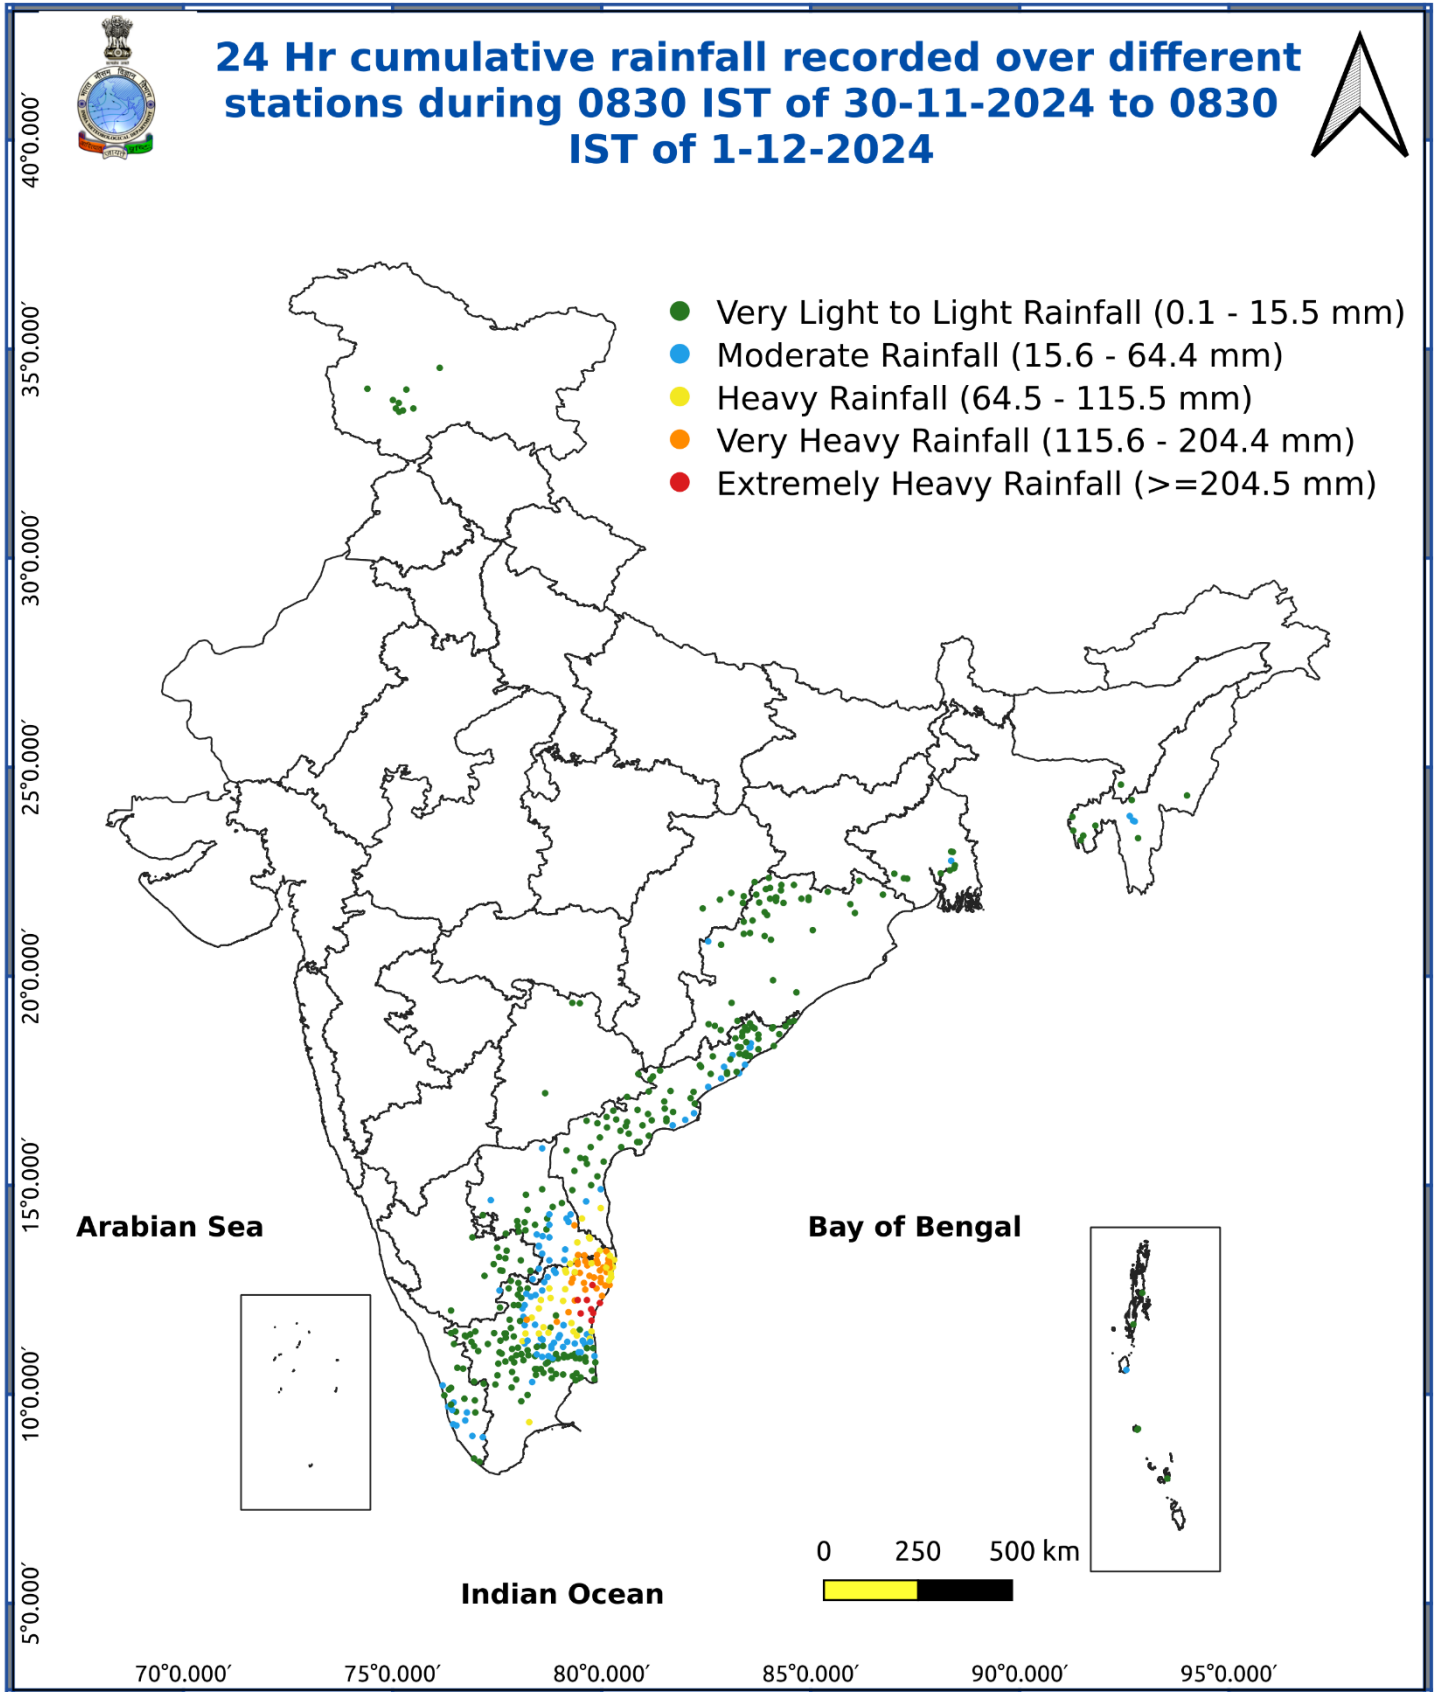 24 Hr cumulative rainfall recorded over different
stations during 0830 IST of 30-11-2024 to 0830
IST of 1-12-2024
Very Light to Light Rainfall (0.1 - 15.5 mm)
Moderate Rainfall (15.6 - 64.4 mm)
Heavy Rainfall (64.5 - 115.5 mm)
Very Heavy Rainfall (115.6 - 204.4 mm)
Extremely Heavy Rainfall (>=204.5 mm)
40°0.000′
35°0.000′
30°0.000′
25°0.000′
20°0.000′
15°0.000′
10°0.000′
5°0.000′
Arabian Sea
Bay of Bengal
Indian Ocean
0 250 500 km
70°0.000′ 75°0.000′ 80°0.000′ 85°0.000′ 90°0.000′ 95°0.000′